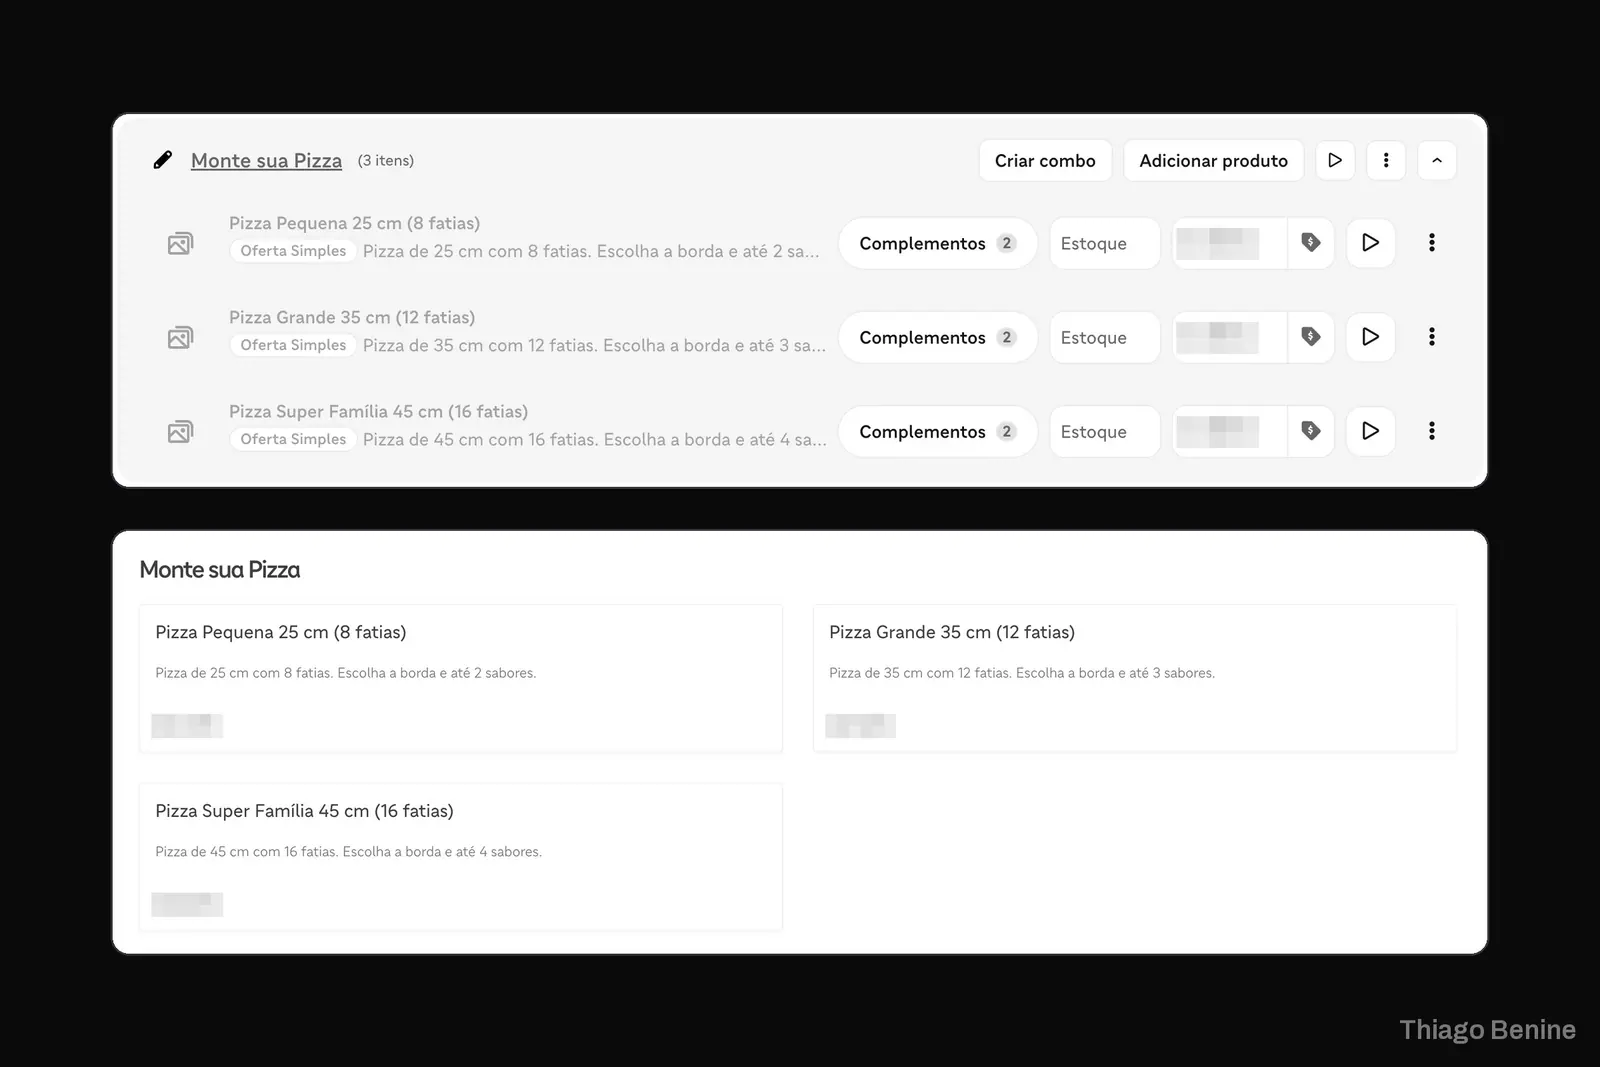 Monte sua Pizza (3 itens) Criar combo Adicionar produto
Pizza Pequena 25 cm (8 fatias)
Oferta Simples Pizza de 25 cm com 8 fatias. Escolha a borda e até 2 sa... Complementos 2 Estoque
Pizza Grande 35 cm (12 fatias)
Oferta Simples Pizza de 35 cm com 12 fatias. Escolha a borda e até 3 sa... Complementos 2 Estoque
Pizza Super Família 45 cm (16 fatias)
Oferta Simples Pizza de 45 cm com 16 fatias. Escolha a borda e até 4 sa... Complementos 2 Estoque
Monte sua Pizza
Pizza Pequena 25 cm (8 fatias)
Pizza de 25 cm com 8 fatias. Escolha a borda e até 2 sabores.
Pizza Grande 35 cm (12 fatias)
Pizza de 35 cm com 12 fatias. Escolha a borda e até 3 sabores.
Pizza Super Família 45 cm (16 fatias)
Pizza de 45 cm com 16 fatias. Escolha a borda e até 4 sabores.
Thiago Benine